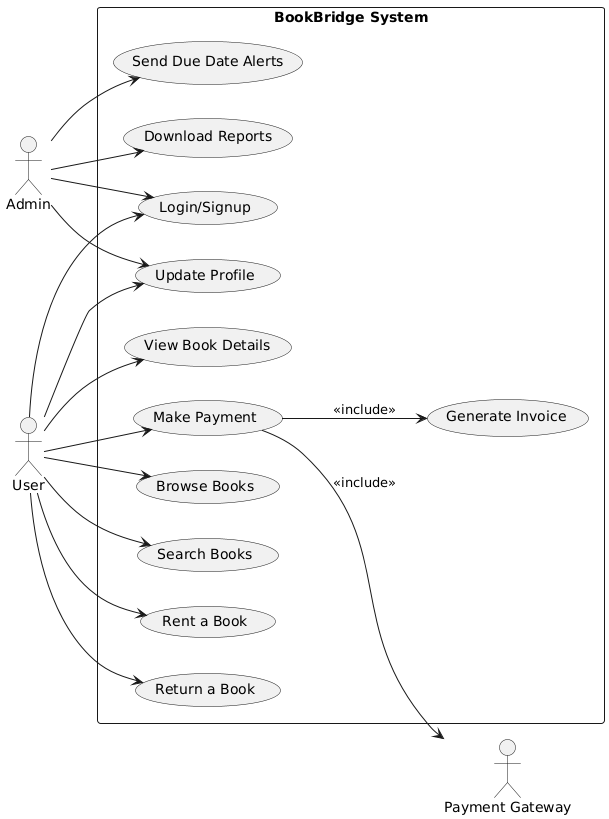 BookBridge System
Send Due Date Alerts
Download Reports
Admin
Login/Signup
Update Profile
View Book Details
Make Payment
«include»
Generate Invoice
User
Browse Books
«include»
Search Books
Rent a Book
Return a Book
Payment Gateway